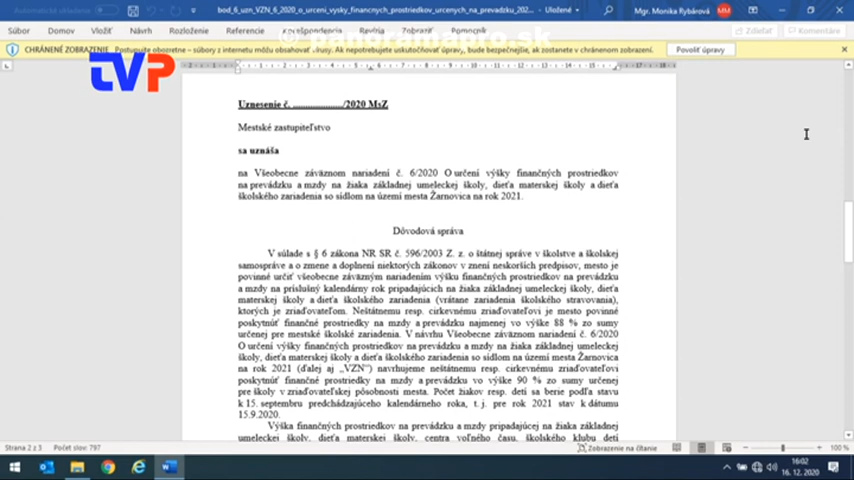 Automatické ukladanie
bod_6_uzn_VZN_6_2020_o_urceni_vysky_financnych_prostriedkov_urcenych_na_prevadzku_202... - Uložené
Mgr. Monika Rybárová
Súbor Domov Vložiť Návrh Rozloženie Referencie Korešpondencia Revízia Zobraziť Pomocník Zdieľať Komentáre
© panoramapro.sk
CHRÁNENÉ ZOBRAZENIE Postupujte obozretne – súbory z internetu môžu obsahovať vírusy. Ak nepotrebujete uskutočňovať úpravy, bude bezpečnejšie, ak zostanete v chránenom zobrazení. Povoliť úpravy
TVP
Uznesenie č. ...................../2020 MsZ
Mestské zastupiteľstvo
sa uznáša
na Všeobecne záväznom nariadení č. 6/2020 O určení výšky finančných prostriedkov
na prevádzku a mzdy na žiaka základnej umeleckej školy, dieťa materskej školy a dieťa
školského zariadenia so sídlom na území mesta Žarnovica na rok 2021.
Dôvodová správa
V súlade s § 6 zákona NR SR č. 596/2003 Z. z. o štátnej správe v školstve a školskej
samospráve a o zmene a doplnení niektorých zákonov v znení neskorších predpisov, mesto je
povinné určiť všeobecne záväzným nariadením výšku finančných prostriedkov na prevádzku
a mzdy na príslušný kalendárny rok pripadajúcich na žiaka základnej umeleckej školy, dieťa
materskej školy a dieťa školského zariadenia (vrátane zariadenia školského stravovania),
ktorých je zriaďovateľom. Neštátnemu resp. cirkevnému zriaďovateľovi je mesto povinné
poskytnúť finančné prostriedky na mzdy a prevádzku najmenej vo výške 88 % zo sumy
určenej pre mestské školské zariadenia. V návrhu Všeobecne záväznom nariadení č. 6/2020
O určení výšky finančných prostriedkov na prevádzku a mzdy na žiaka základnej umeleckej
školy, dieťa materskej školy a dieťa školského zariadenia so sídlom na území mesta Žarnovica
na rok 2021 (ďalej aj „VZN“) navrhujeme neštátnemu resp. cirkevnému zriaďovateľovi
poskytnúť finančné prostriedky na mzdy a prevádzku vo výške 90 % zo sumy určenej
pre školy v zriaďovateľskej pôsobnosti mesta. Počet žiakov resp. detí sa berie podľa stavu
k 15. septembru predchádzajúceho kalendárneho roka, t. j. pre rok 2021 stav k dátumu
15.9.2020.
Výška finančných prostriedkov na prevádzku a mzdy pripadajúcej na žiaka základnej
umeleckej školy, dieťa materskej školy, centra voľného času, školského klubu detí
Strana 2 z 3 Počet slov: 797 Zobrazenie na čítanie 100 %
16:02
16. 12. 2020